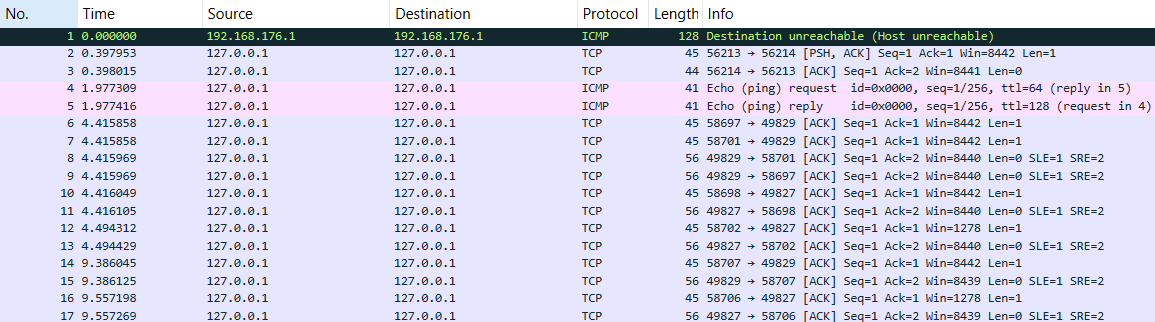 No. Time Source Destination Protocol Length Info
1 0.000000 192.168.176.1 192.168.176.1 ICMP 128 Destination unreachable (Host unreachable)
2 0.397953 127.0.0.1 127.0.0.1 TCP 45 56213 → 56214 [PSH, ACK] Seq=1 Ack=1 Win=8442 Len=1
3 0.398015 127.0.0.1 127.0.0.1 TCP 44 56214 → 56213 [ACK] Seq=1 Ack=2 Win=8441 Len=0
4 1.977309 127.0.0.1 127.0.0.1 ICMP 41 Echo (ping) request id=0x0000, seq=1/256, ttl=64 (reply in 5)
5 1.977416 127.0.0.1 127.0.0.1 ICMP 41 Echo (ping) reply id=0x0000, seq=1/256, ttl=128 (request in 4)
6 4.415858 127.0.0.1 127.0.0.1 TCP 45 58697 → 49829 [ACK] Seq=1 Ack=1 Win=8442 Len=1
7 4.415858 127.0.0.1 127.0.0.1 TCP 45 58701 → 49829 [ACK] Seq=1 Ack=1 Win=8442 Len=1
8 4.415969 127.0.0.1 127.0.0.1 TCP 56 49829 → 58701 [ACK] Seq=1 Ack=2 Win=8440 Len=0 SLE=1 SRE=2
9 4.415969 127.0.0.1 127.0.0.1 TCP 56 49829 → 58697 [ACK] Seq=1 Ack=2 Win=8440 Len=0 SLE=1 SRE=2
10 4.416049 127.0.0.1 127.0.0.1 TCP 45 58698 → 49827 [ACK] Seq=1 Ack=1 Win=8442 Len=1
11 4.416105 127.0.0.1 127.0.0.1 TCP 56 49827 → 58698 [ACK] Seq=1 Ack=2 Win=8440 Len=0 SLE=1 SRE=2
12 4.494312 127.0.0.1 127.0.0.1 TCP 45 58702 → 49827 [ACK] Seq=1 Ack=1 Win=1278 Len=1
13 4.494429 127.0.0.1 127.0.0.1 TCP 56 49827 → 58702 [ACK] Seq=1 Ack=2 Win=8440 Len=0 SLE=1 SRE=2
14 9.386045 127.0.0.1 127.0.0.1 TCP 45 58707 → 49829 [ACK] Seq=1 Ack=1 Win=8442 Len=1
15 9.386125 127.0.0.1 127.0.0.1 TCP 56 49829 → 58707 [ACK] Seq=1 Ack=2 Win=8439 Len=0 SLE=1 SRE=2
16 9.557198 127.0.0.1 127.0.0.1 TCP 45 58706 → 49827 [ACK] Seq=1 Ack=1 Win=1278 Len=1
17 9.557269 127.0.0.1 127.0.0.1 TCP 56 49827 → 58706 [ACK] Seq=1 Ack=2 Win=8439 Len=0 SLE=1 SRE=2